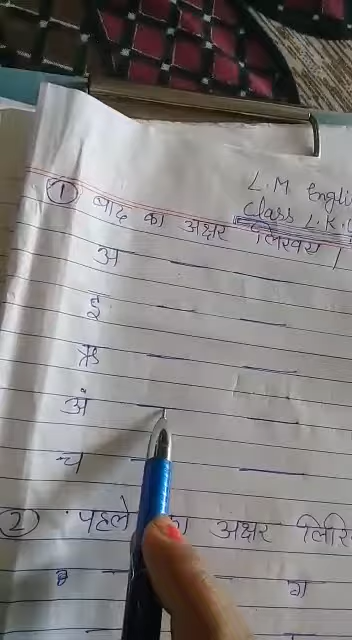 L.M Engli
Class L.K.
① बाद का अक्षर लिखिये।
अ
ई
ऋ
अं
च
② पहले का अक्षर लिखि
ग